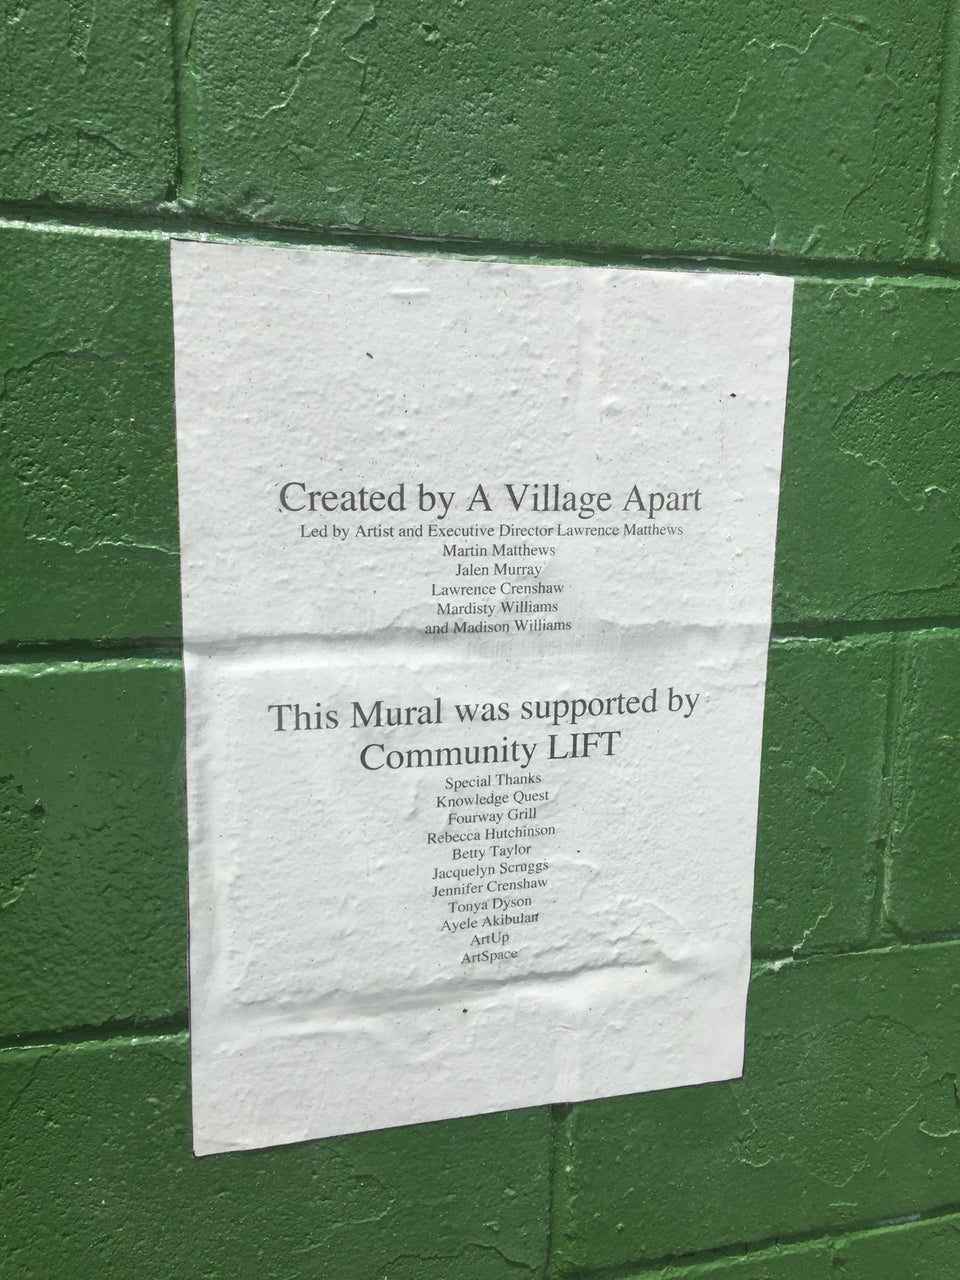 Created by A Village Apart
Led by Artist and Executive Director Lawrence Matthews
Martin Matthews
Jalen Murray
Lawrence Crenshaw
Mardisty Williams
and Madison Williams
This Mural was supported by
Community LIFT
Special Thanks
Knowledge Quest
Fourway Grill
Rebecca Hutchinson
Betty Taylor
Jacquelyn Scruggs
Jennifer Crenshaw
Tonya Dyson
Ayele Akibulan
ArtUp
ArtSpace